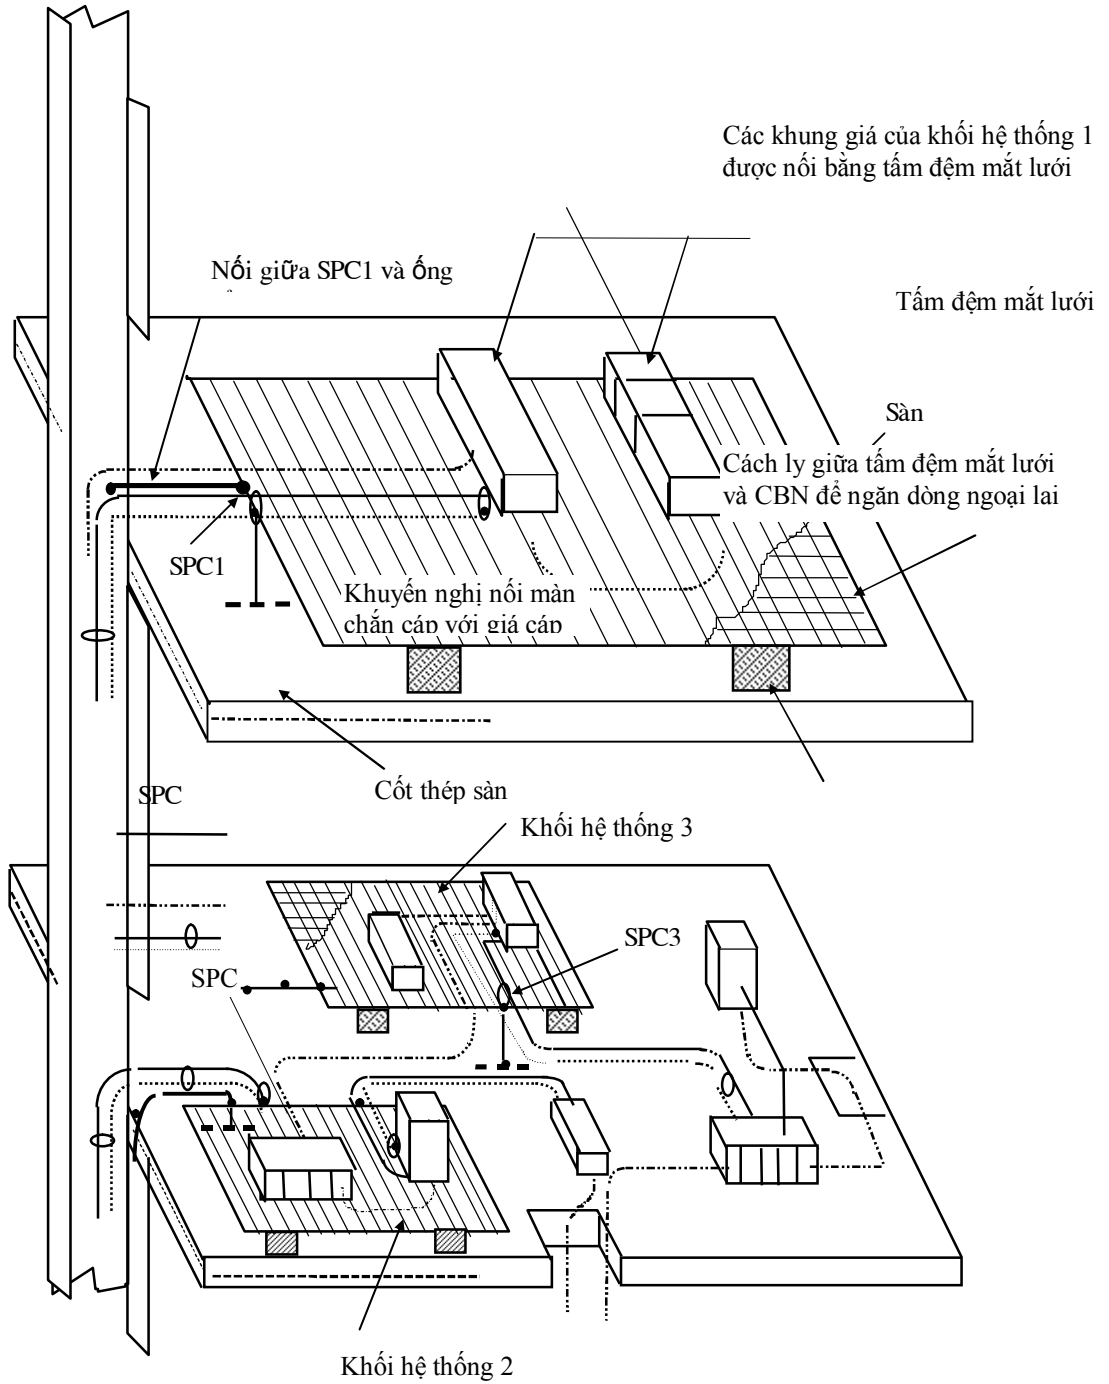 Các khung giá của khối hệ thống 1
được nối bằng tấm đệm mắt lưới
Nối giữa SPC1 và ống
Tấm đệm mắt lưới
Sàn
Cách ly giữa tấm đệm mắt lưới
và CBN để ngăn dòng ngoại lai
SPC1
Khuyến nghị nối màn
chắn cáp với giá cáp
Cốt thép sàn
SPC
Khối hệ thống 3
SPC3
SPC
Khối hệ thống 2